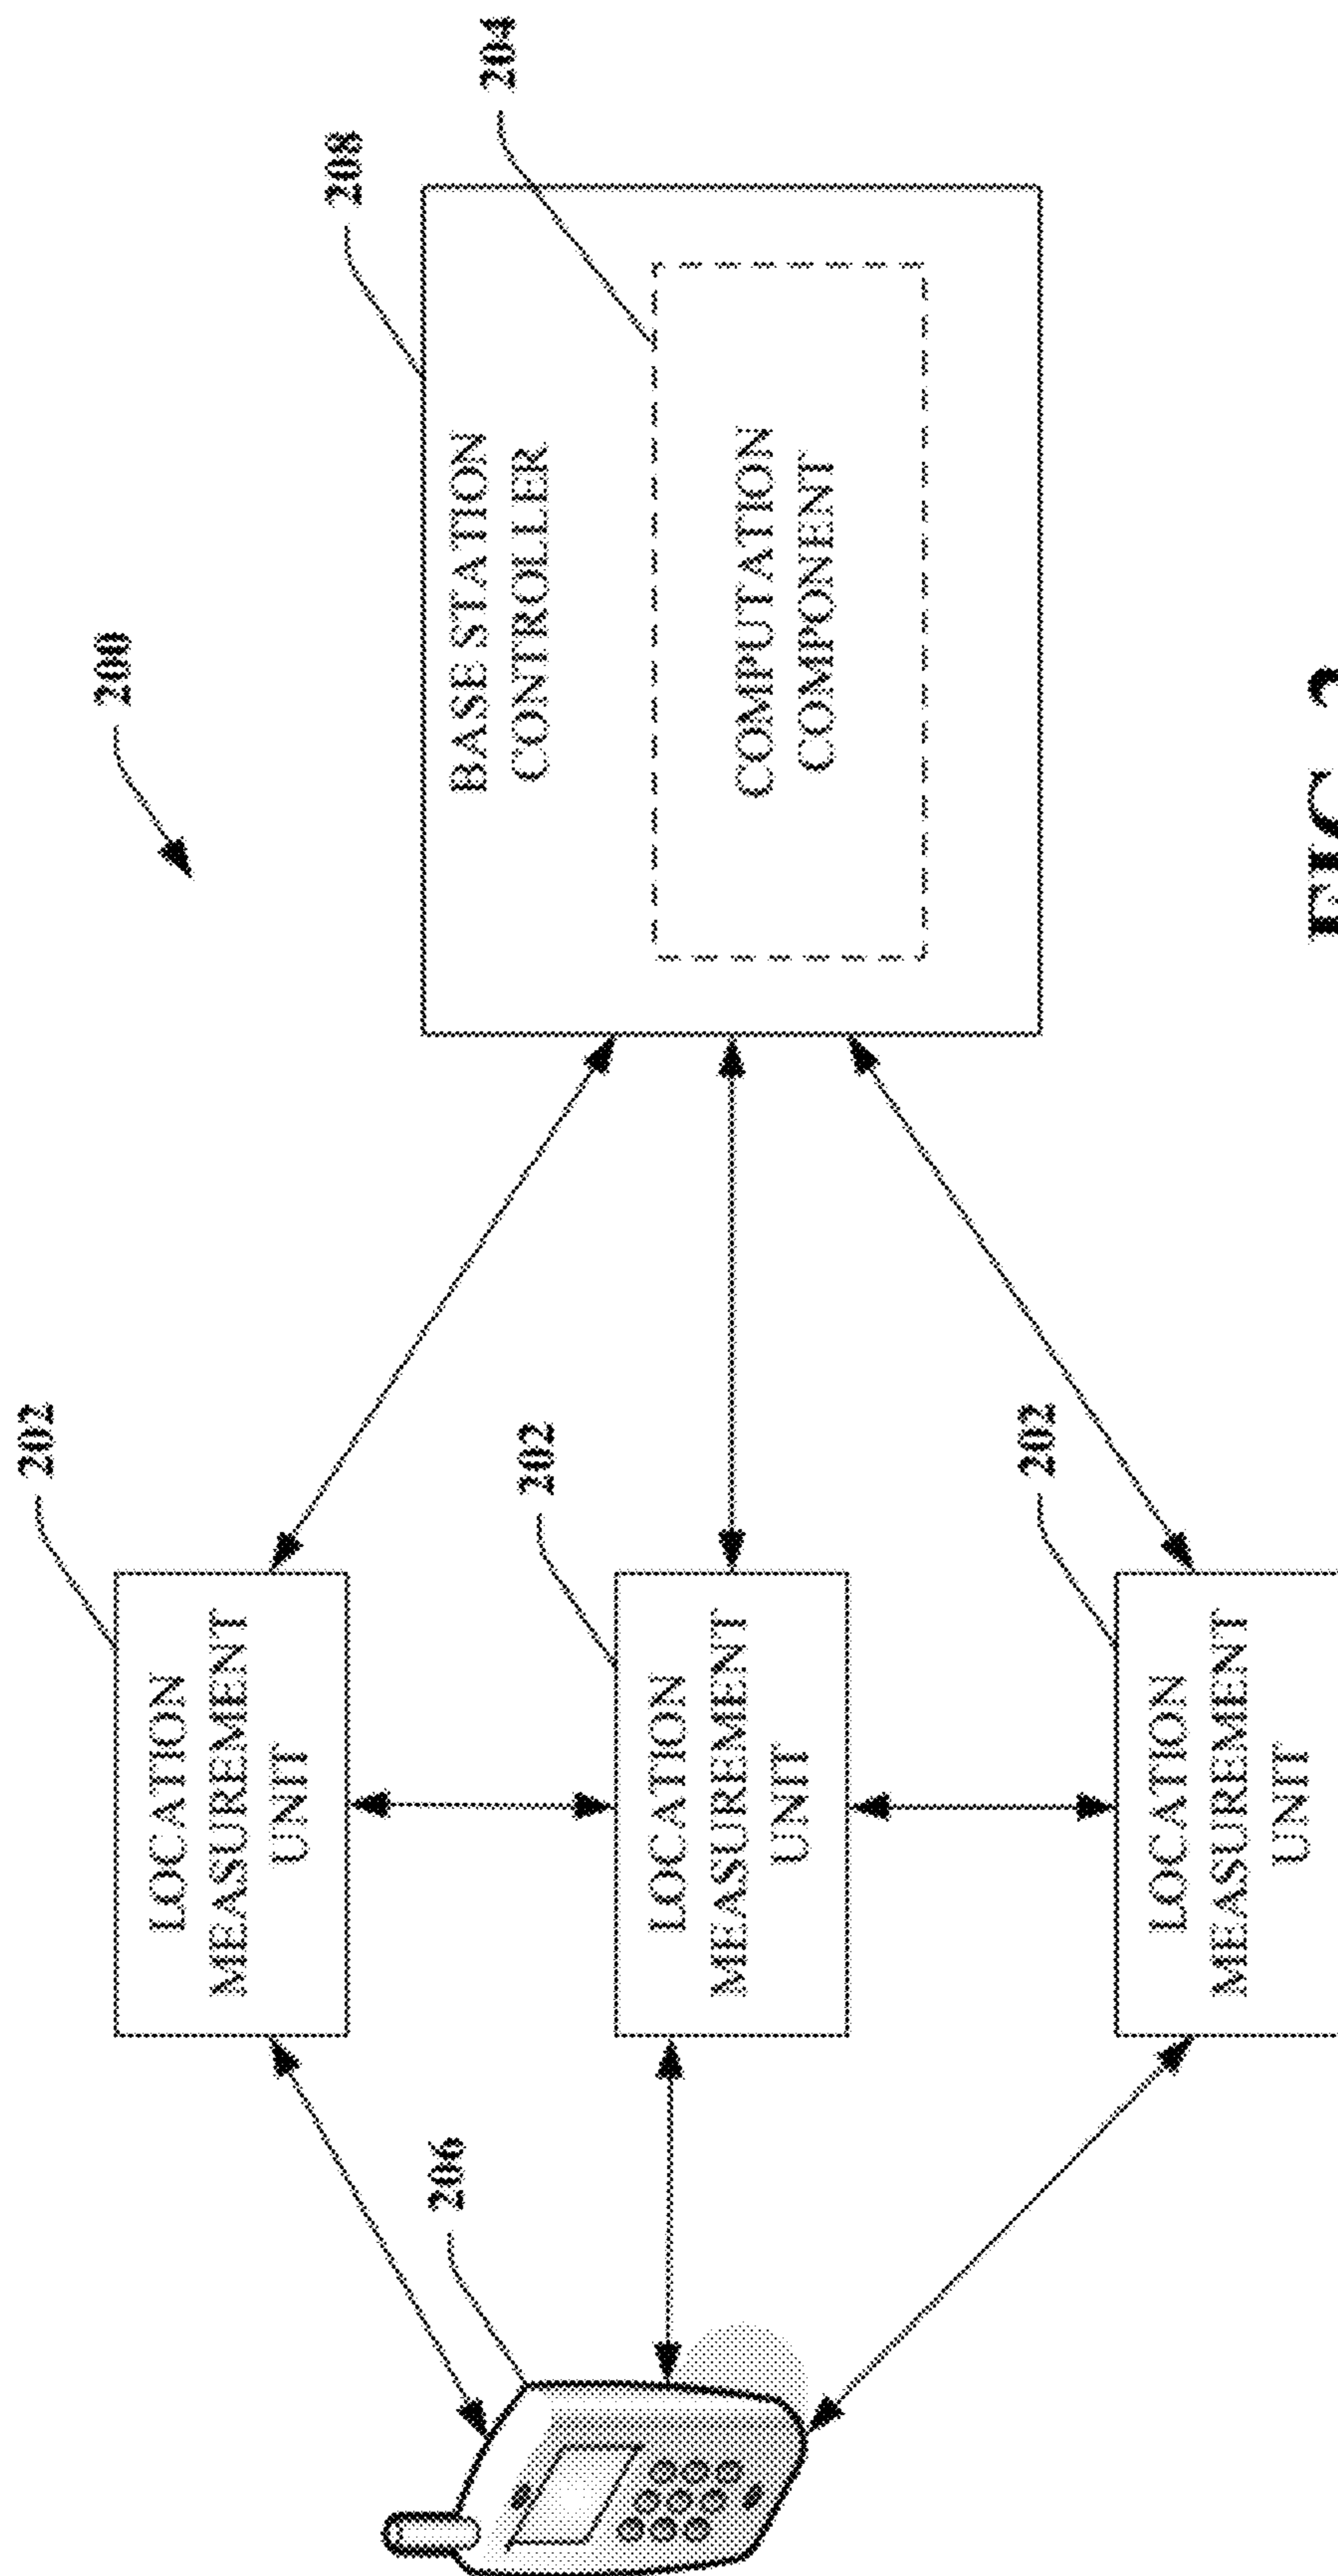 202
200
LOCATION
MEASUREMENT
UNIT
208
206
204
BASE STATION
CONTROLLER
202
LOCATION
MEASUREMENT
UNIT
COMPUTATION
COMPONENT
202
LOCATION
MEASUREMENT
UNIT
FIG